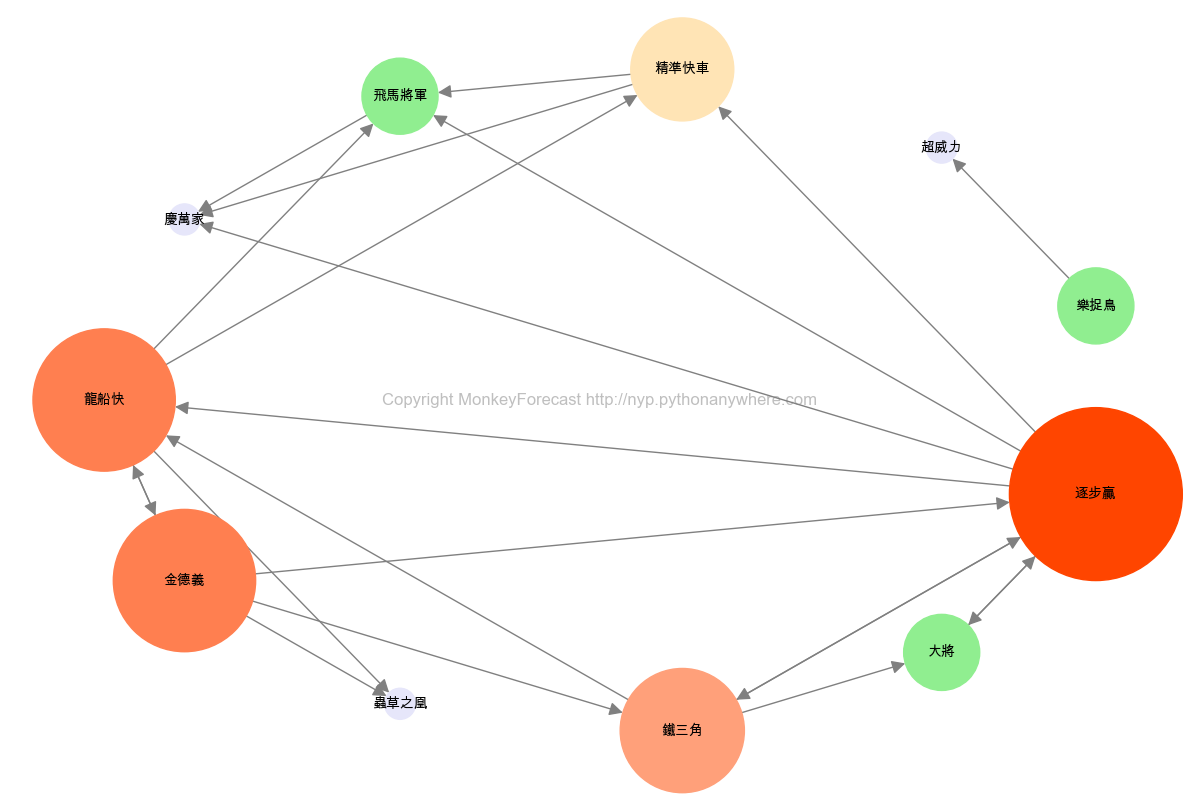 精準快車
飛馬將軍
超威力
慶萬家
樂捉鳥
龍船快
Copyright MonkeyForecast http://nyp.pythonanywhere.com
逐步贏
金德義
大將
蟲草之凰
鐵三角